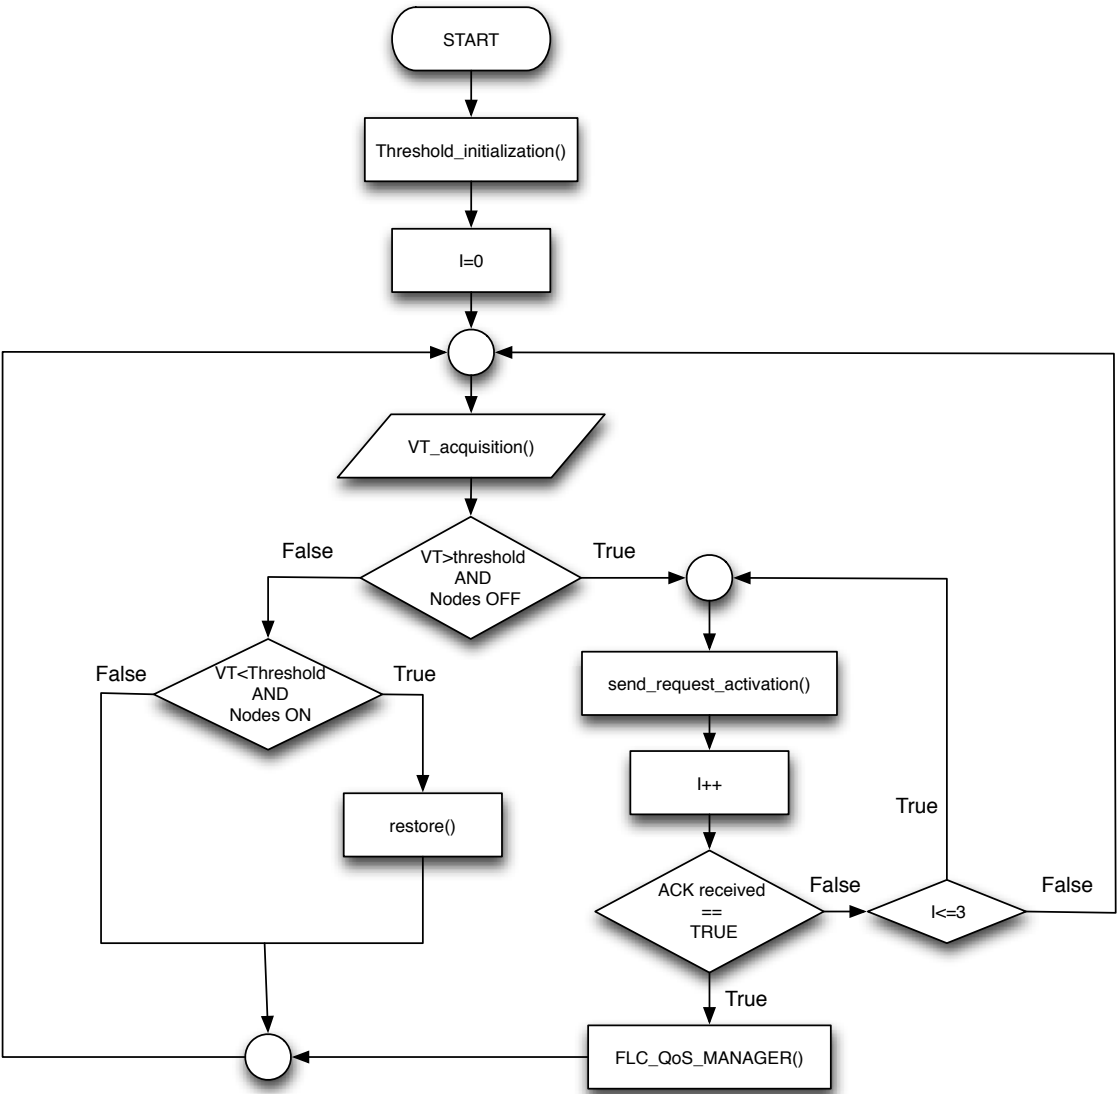 START
Threshold_initialization()
I=0
VT_acquisition()
False
VT>threshold
AND
Nodes OFF
True
False
VT<Threshold
AND
Nodes ON
True
send_request_activation()
I++
restore()
True
ACK received
==
TRUE
False
I<=3
False
True
FLC_QoS_MANAGER()